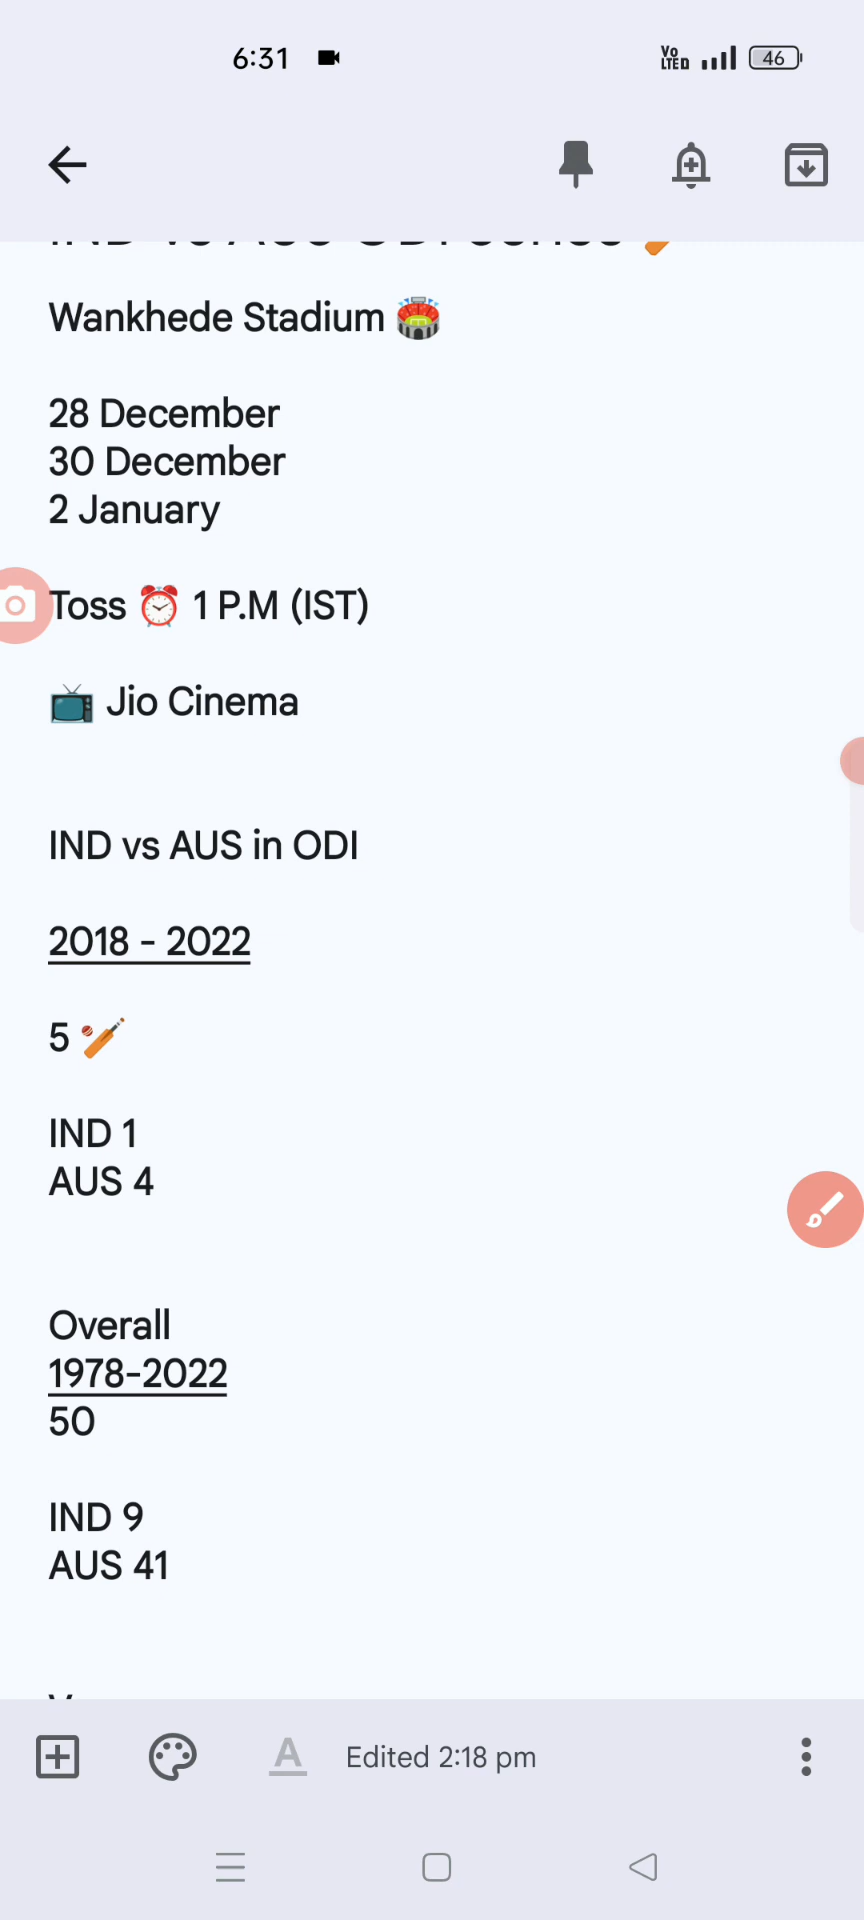 6:31
Vo LTED 46
Wankhede Stadium 🏟️
28 December
30 December
2 January
Toss ⏰ 1 P.M (IST)
📺 Jio Cinema
IND vs AUS in ODI
2018 - 2022
5 🏏
IND 1
AUS 4
Overall
1978-2022
50
IND 9
AUS 41
A Edited 2:18 pm